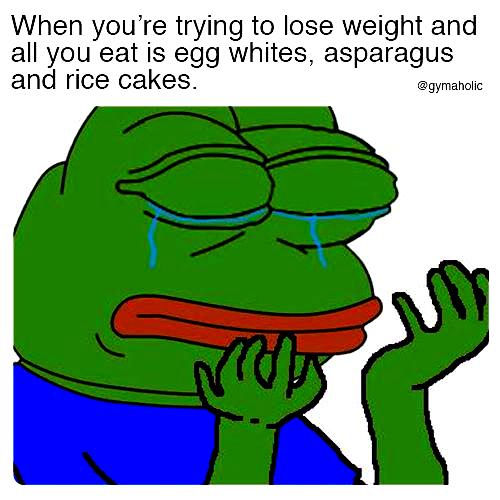 When you’re trying to lose weight and
all you eat is egg whites, asparagus
and rice cakes.
@gymaholic